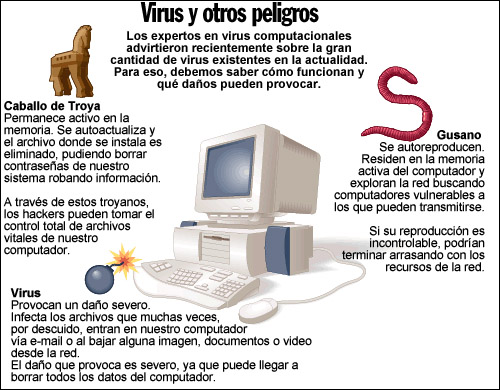 Virus y otros peligros
Los expertos en virus computacionales
advirtieron recientemente sobre la gran
cantidad de virus existentes en la actualidad.
Para eso, debemos saber cómo funcionan y
qué daños pueden provocar.
Caballo de Troya
Permanece activo en la
memoria. Se autoactualiza y
el archivo donde se instala es
eliminado, pudiendo borrar
contraseñas de nuestro
sistema robando información.
A través de estos troyanos,
los hackers pueden tomar el
control total de archivos
vitales de nuestro
computador.
Gusano
Se autoreproducen.
Residen en la memoria
activa del computador y
exploran la red buscando
computadores vulnerables a
los que pueden transmitirse.
Si su reproducción es
incontrolable, podrían
terminar arrasando con los
recursos de la red.
Virus
Provocan un daño severo.
Infecta los archivos que muchas veces,
por descuido, entran en nuestro computador
vía e-mail o al bajar alguna imagen, documentos o video
desde la red.
El daño que provoca es severo, ya que puede llegar a
borrar todos los datos del computador.